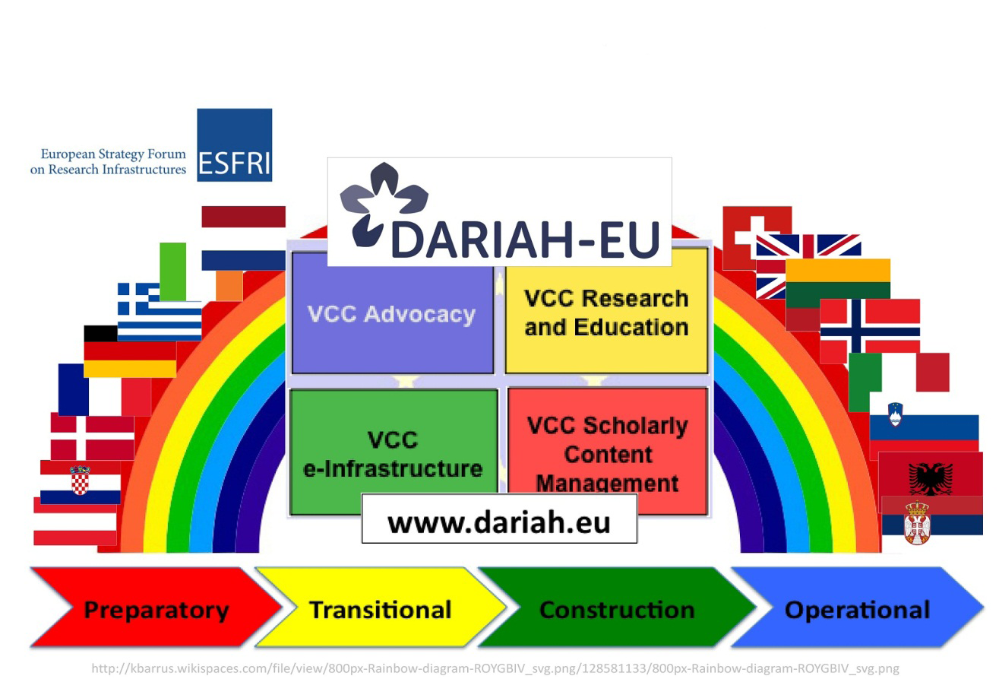 European Strategy Forum
on Research Infrastructures
ESFRI
DARIAH-EU
VCC Advocacy
VCC Research
and Education
VCC
e-Infrastructure
VCC Scholarly
Content
Management
www.dariah.eu
Preparatory
Transitional
Construction
Operational
http://kbarrus.wikispaces.com/file/view/800px-Rainbow-diagram-ROYGBIV_svg.png/128581133/800px-Rainbow-diagram-ROYGBIV_svg.png